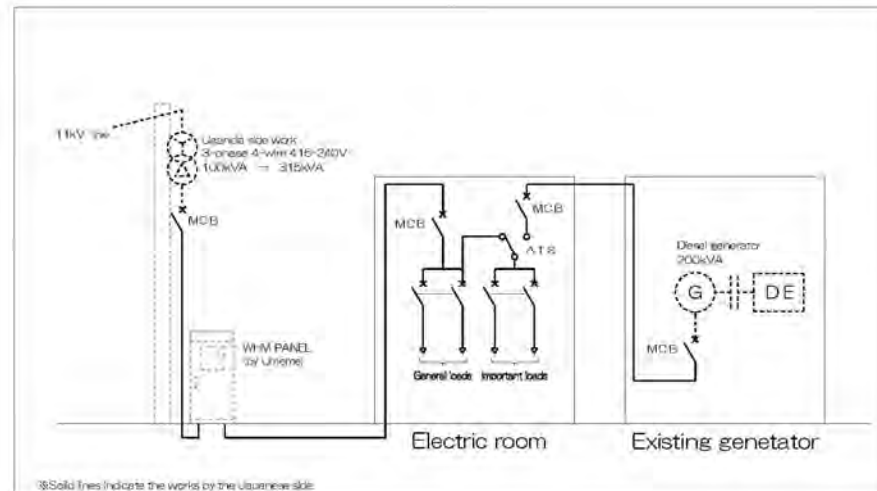 11kV line
Uganda side work
3-phase 4-wire 415-240V
100kVA → 315kVA
MCB
WHM PANEL
(by Umeme)
MCB
MCB
A.T.S
General loads
Important loads
Electric room
Diesel generator
200kVA
G
DE
MCB
Existing genetator
※Solid lines indicate the works by the Japanese side.